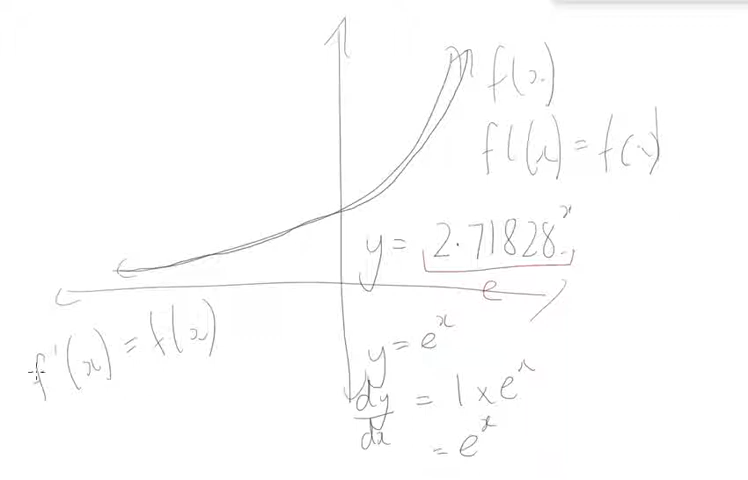 f(x)
f'(x) = f(x)
y = 2.71828..^x
e
f'(x) = f(x)
y = e^x
dy/dx = 1 × e^x
= e^x